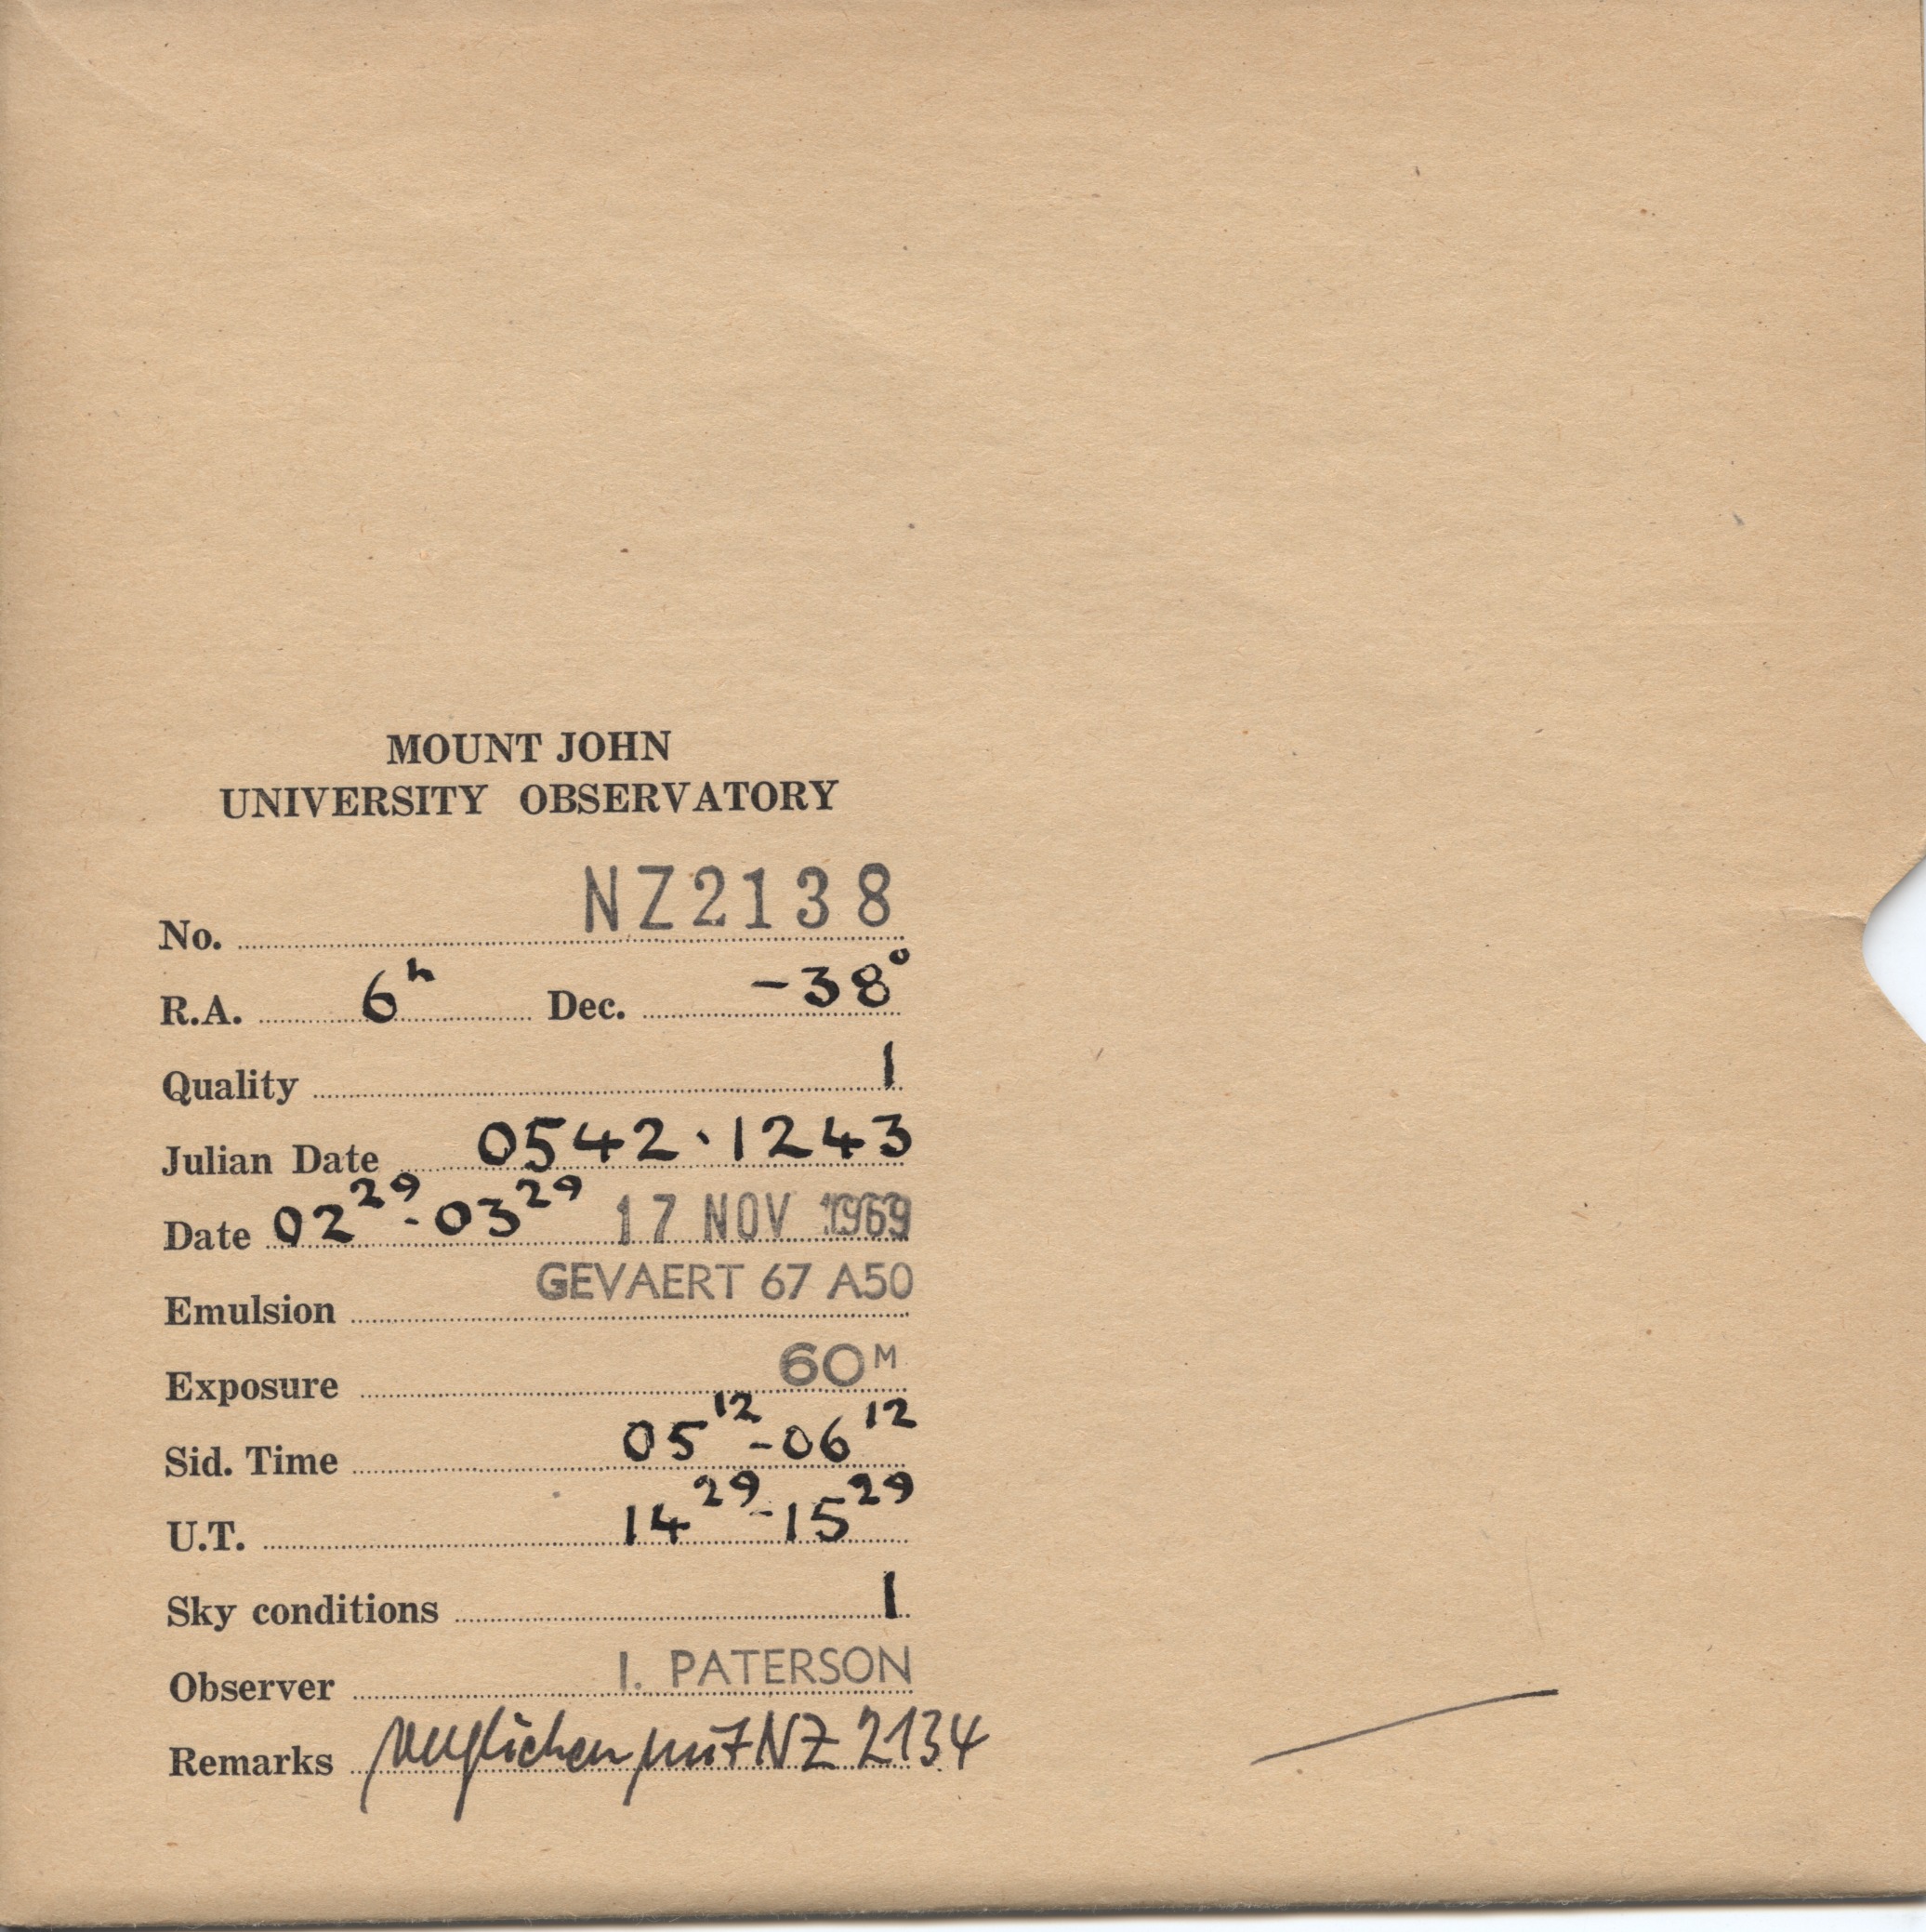 MOUNT JOHN
UNIVERSITY OBSERVATORY
No. NZ2138
R.A. 6ʰ Dec. -38°
Quality 1
Julian Date 0542.1243
Date 02²⁹-03²⁹ 17 NOV 1969
Emulsion GEVAERT 67 A50
Exposure 60ᴹ
Sid. Time 05¹²-06¹²
U.T. 14²⁹-15²⁹
Sky conditions 1
Observer I. PATERSON
Remarks verglichen mit NZ 2134